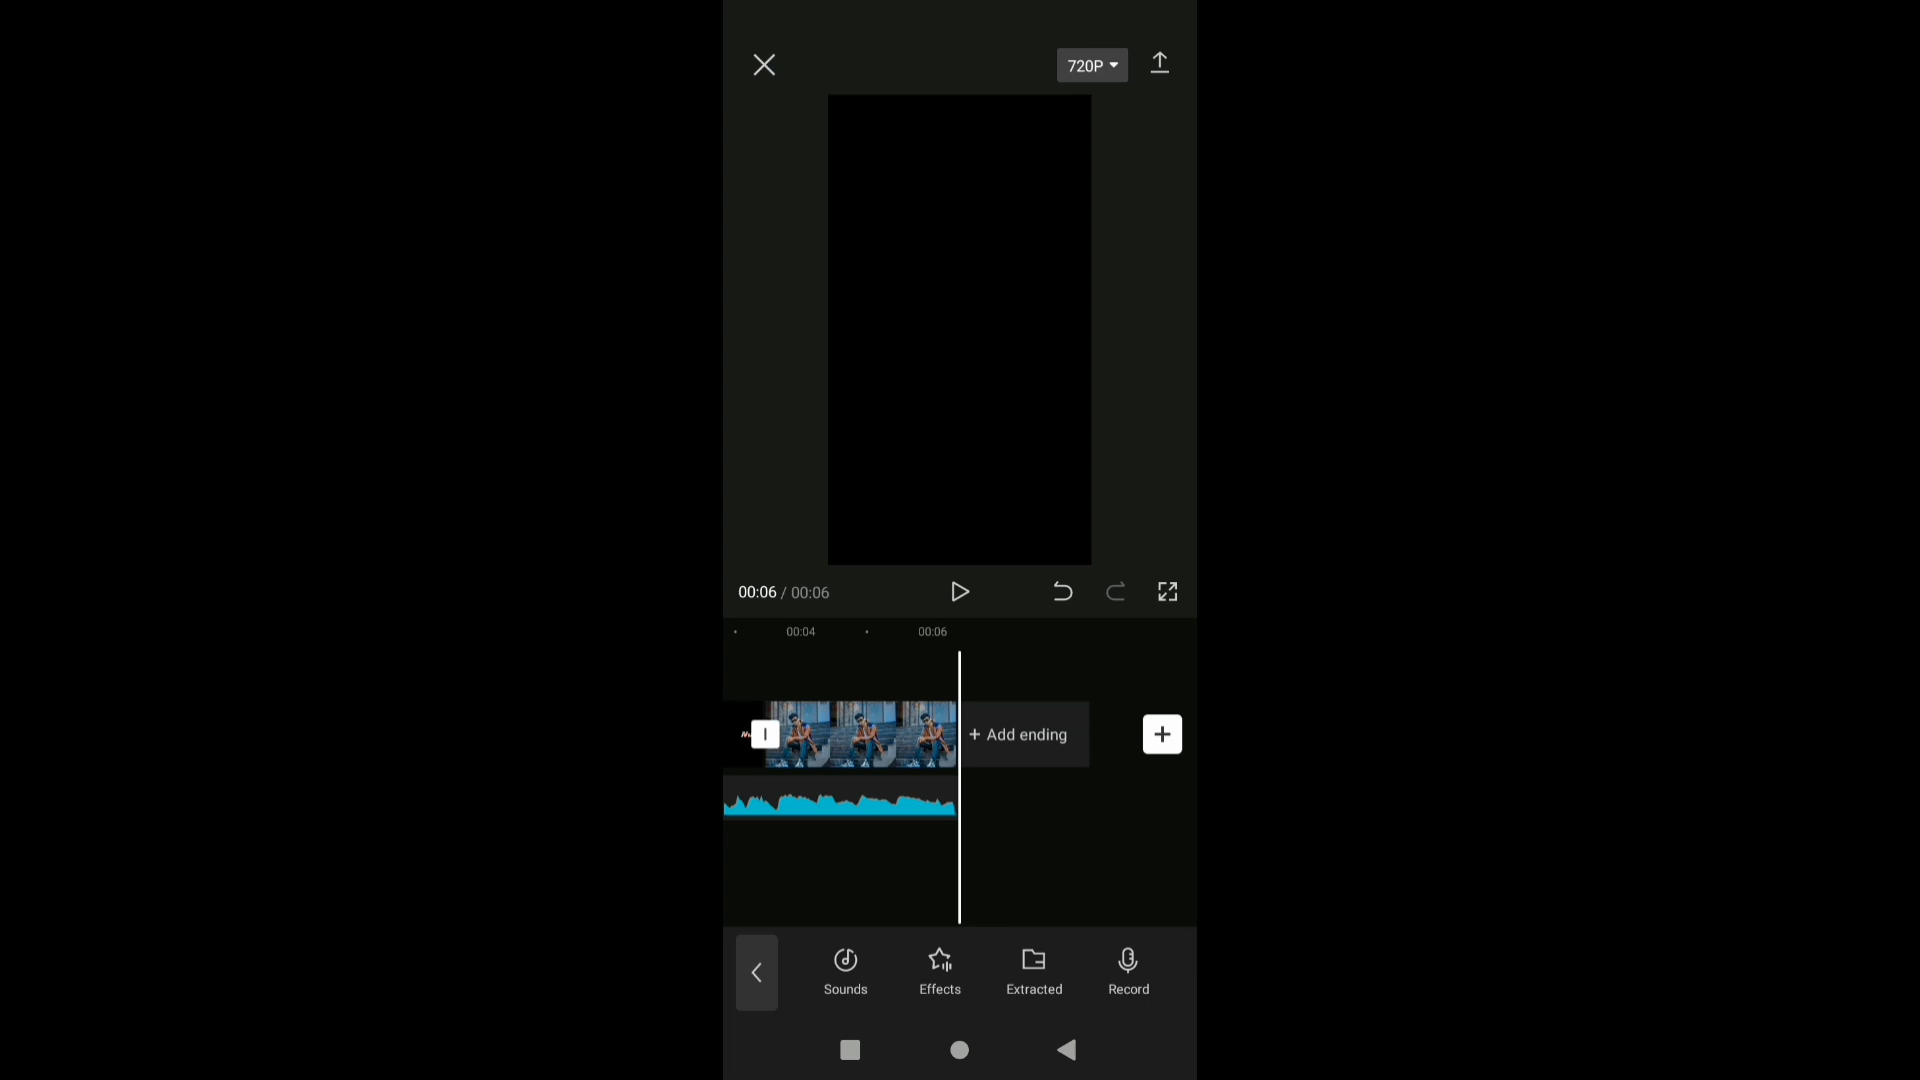 720P
00:06 / 00:06
00:04
00:06
+ Add ending
Sounds
Effects
Extracted
Record